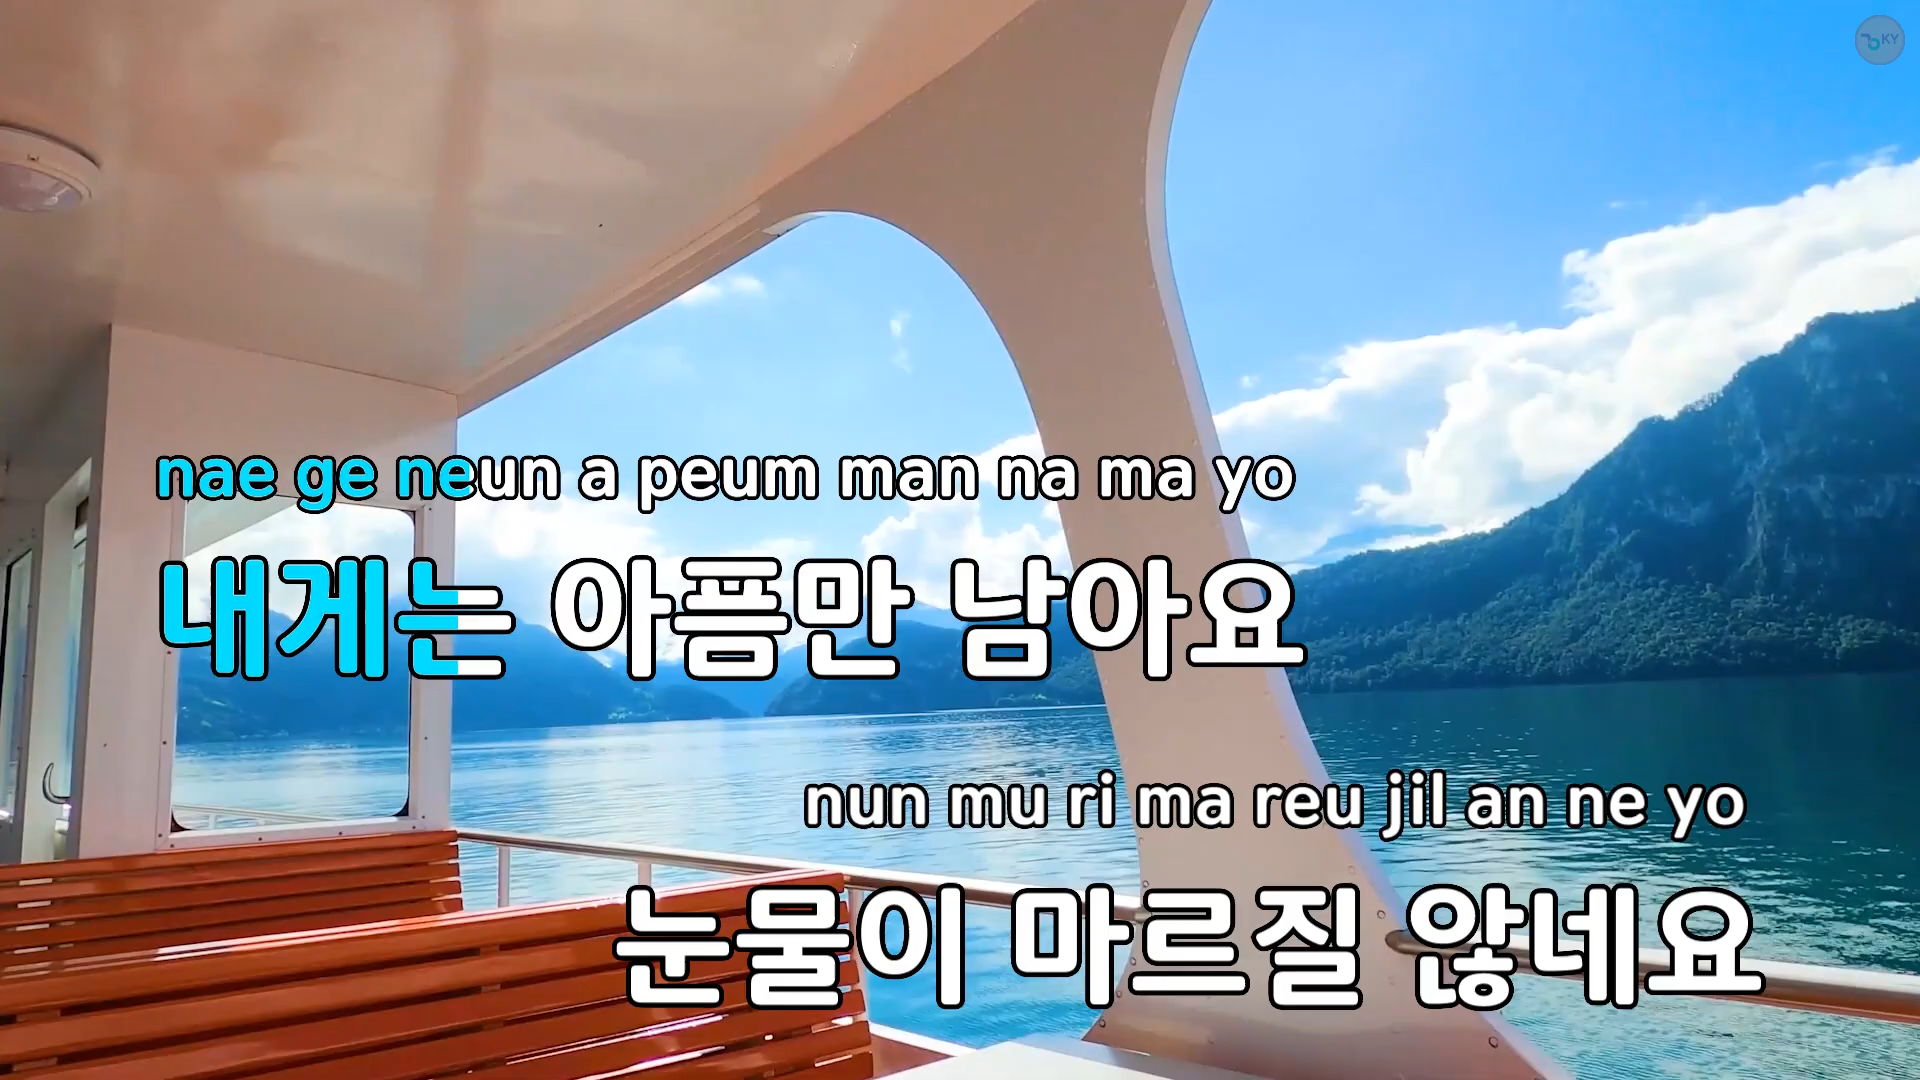 KY
nae ge neun a peum man na ma yo
내게는 아픔만 남아요
nun mu ri ma reu jil an ne yo
눈물이 마르질 않네요